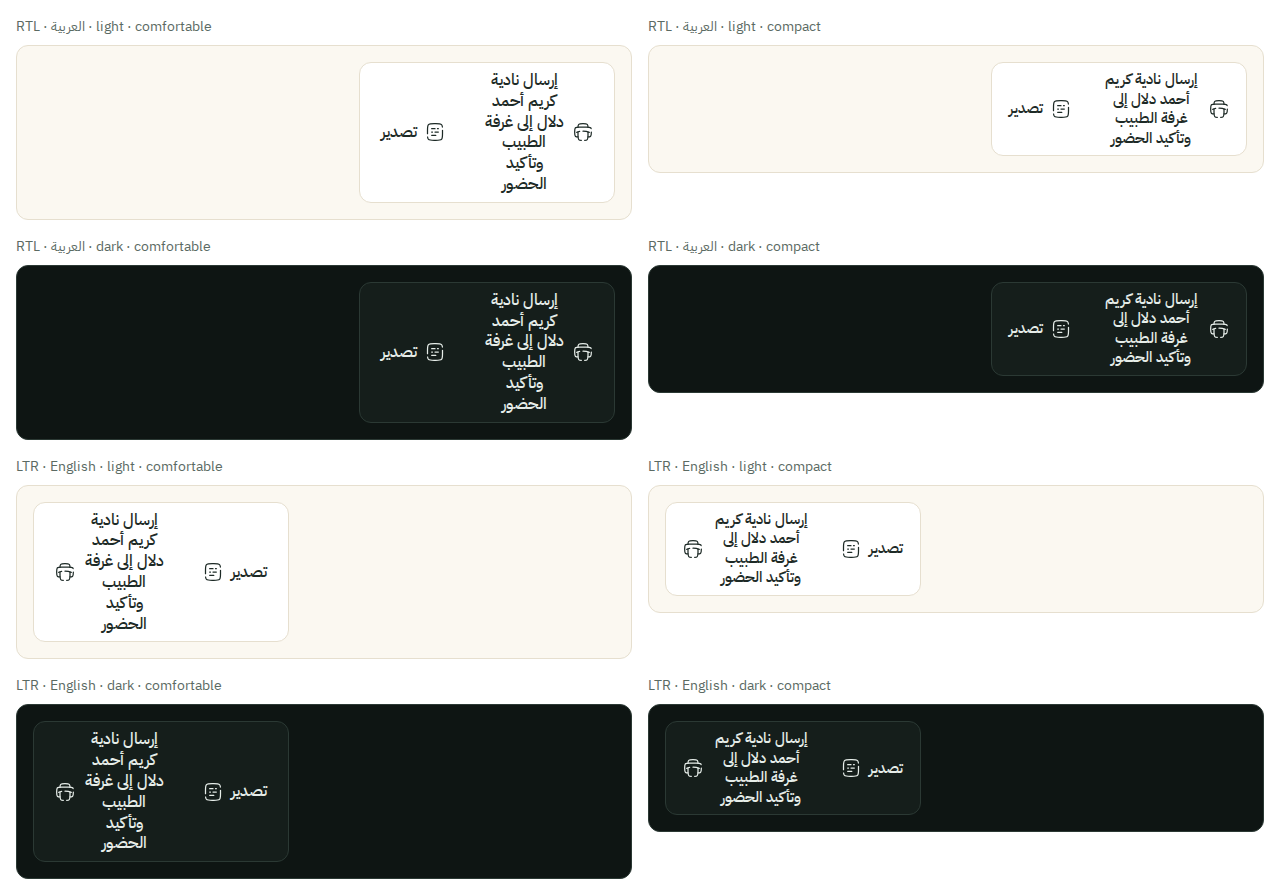 RTL · العربية · light · comfortable
إرسال نادية
كريم أحمد
دلال إلى غرفة
الطبيب
وتأكيد
الحضور
تصدير
RTL · العربية · light · compact
إرسال نادية كريم
أحمد دلال إلى
غرفة الطبيب
وتأكيد الحضور
تصدير
RTL · العربية · dark · comfortable
إرسال نادية
كريم أحمد
دلال إلى غرفة
الطبيب
وتأكيد
الحضور
تصدير
RTL · العربية · dark · compact
إرسال نادية كريم
أحمد دلال إلى
غرفة الطبيب
وتأكيد الحضور
تصدير
LTR · English · light · comfortable
إرسال نادية
كريم أحمد
دلال إلى غرفة
الطبيب
وتأكيد
الحضور
تصدير
LTR · English · light · compact
إرسال نادية كريم
أحمد دلال إلى
غرفة الطبيب
وتأكيد الحضور
تصدير
LTR · English · dark · comfortable
إرسال نادية
كريم أحمد
دلال إلى غرفة
الطبيب
وتأكيد
الحضور
تصدير
LTR · English · dark · compact
إرسال نادية كريم
أحمد دلال إلى
غرفة الطبيب
وتأكيد الحضور
تصدير